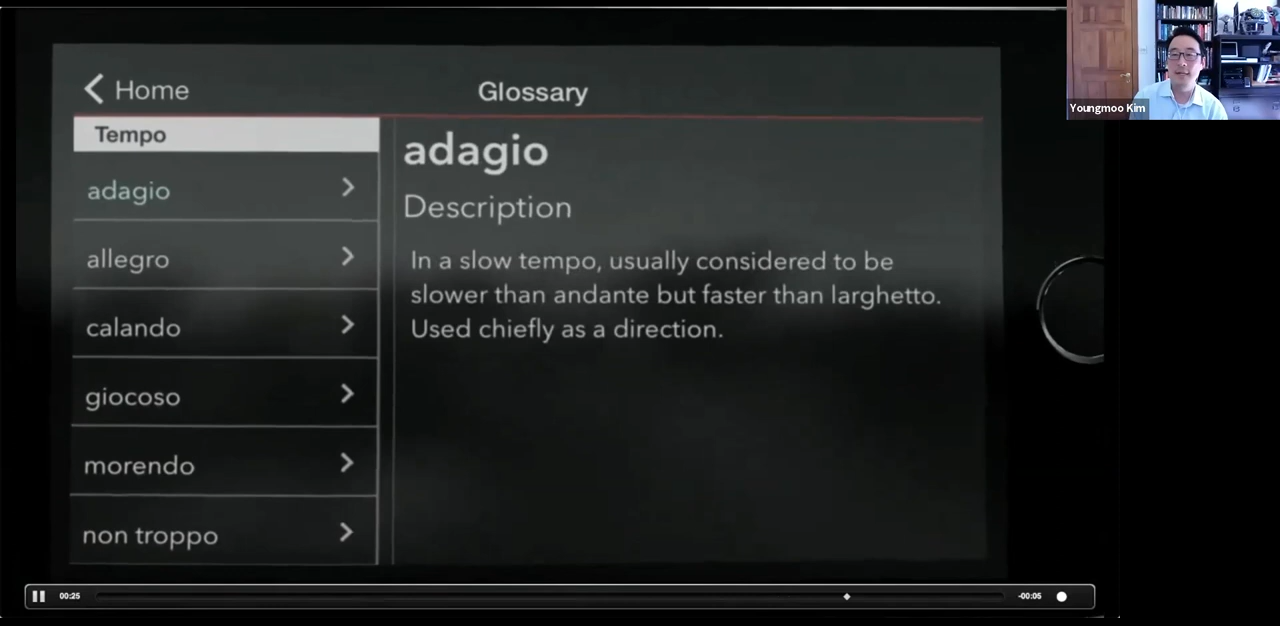 Home
Glossary
Tempo
adagio
allegro
calando
giocoso
morendo
non troppo
adagio
Description
In a slow tempo, usually considered to be
slower than andante but faster than larghetto.
Used chiefly as a direction.
00:25
-00:05
Youngmoo Kim